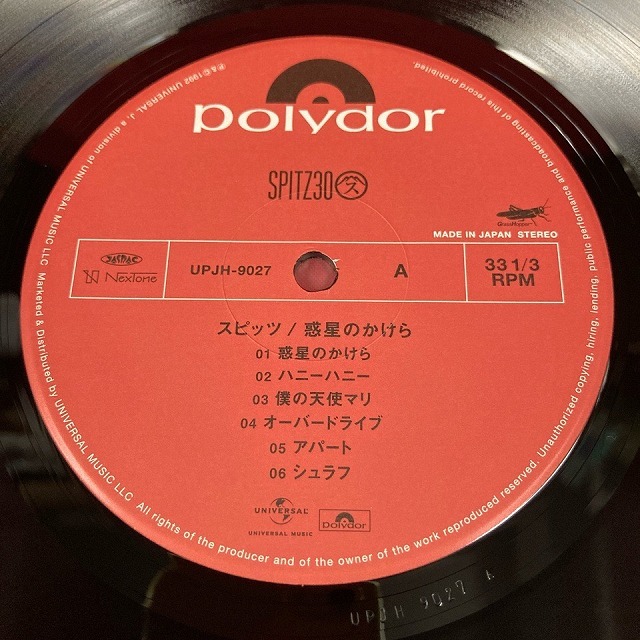 polydor
SPITZ30
GrassHopper
MADE IN JAPAN STEREO
JASRAC
NexTone
UPJH-9027
A
33 1/3
RPM
スピッツ / 惑星のかけら
01 惑星のかけら
02 ハニーハニー
03 僕の天使マリ
04 オーバードライブ
05 アパート
06 シュラフ
UNIVERSAL
UNIVERSAL MUSIC
polydor
℗&©1992 UNIVERSAL J, a division of UNIVERSAL MUSIC LLC Marketed & Distributed by UNIVERSAL MUSIC LLC All rights of the producer and of the owner of the work reproduced reserved. Unauthorized copying, hiring, lending, public performance and broadcasting of this record prohibited.
UPJH 9027 A